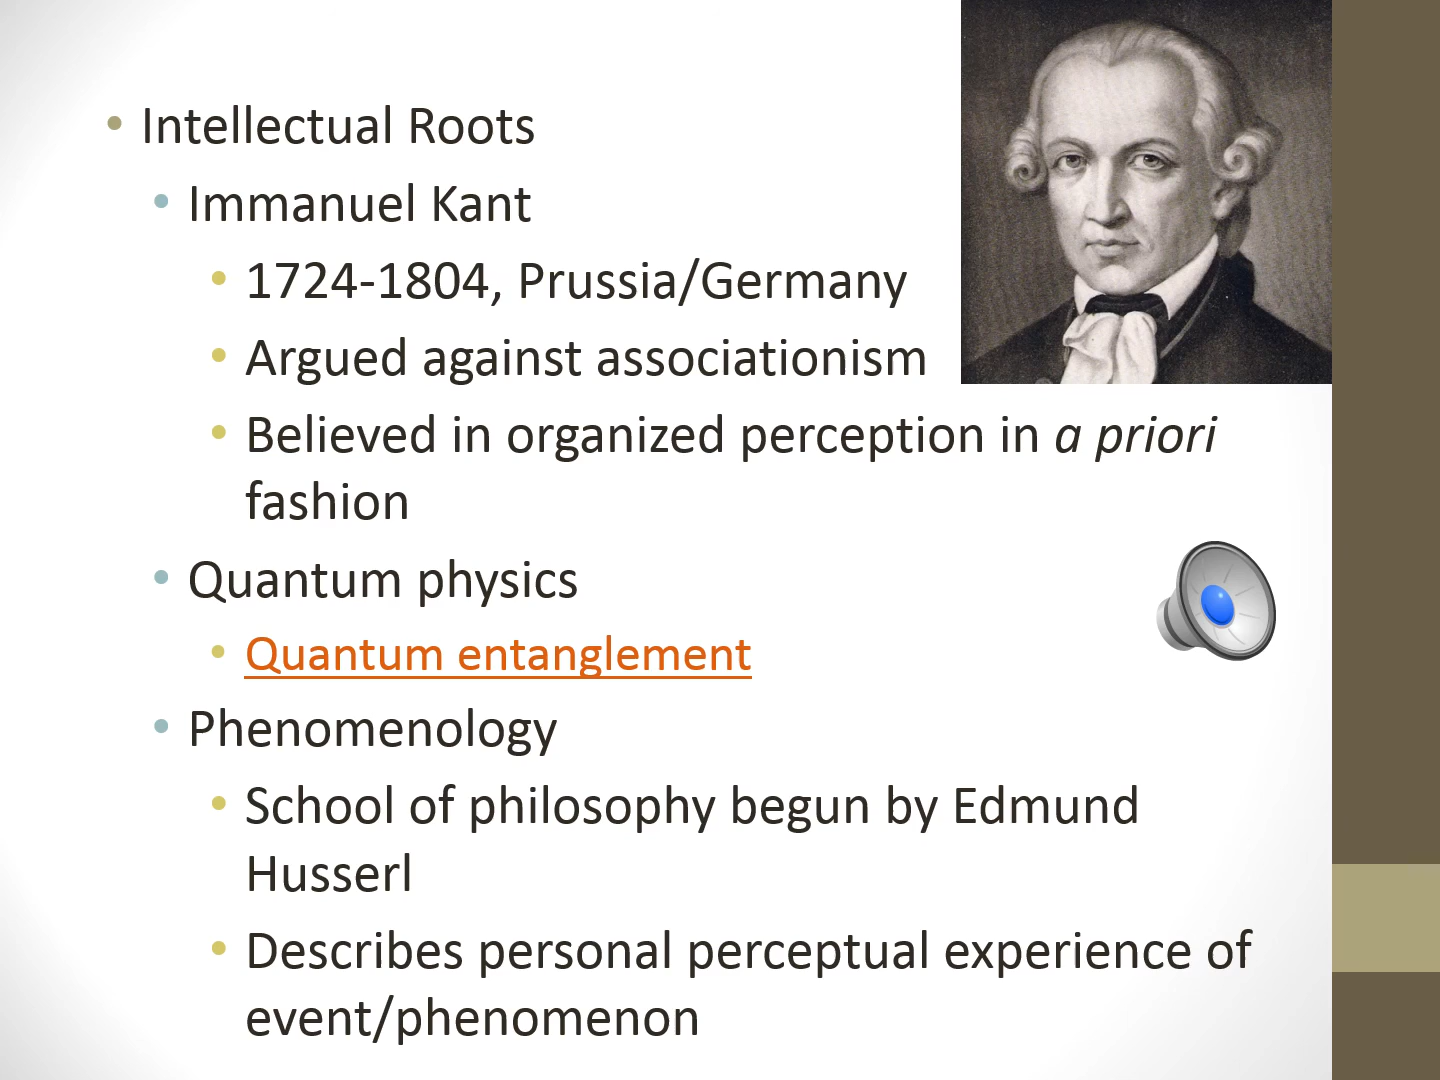 Intellectual Roots
Immanuel Kant
1724-1804, Prussia/Germany
Argued against associationism
Believed in organized perception in a priori
fashion
Quantum physics
Quantum entanglement
Phenomenology
School of philosophy begun by Edmund
Husserl
Describes personal perceptual experience of
event/phenomenon